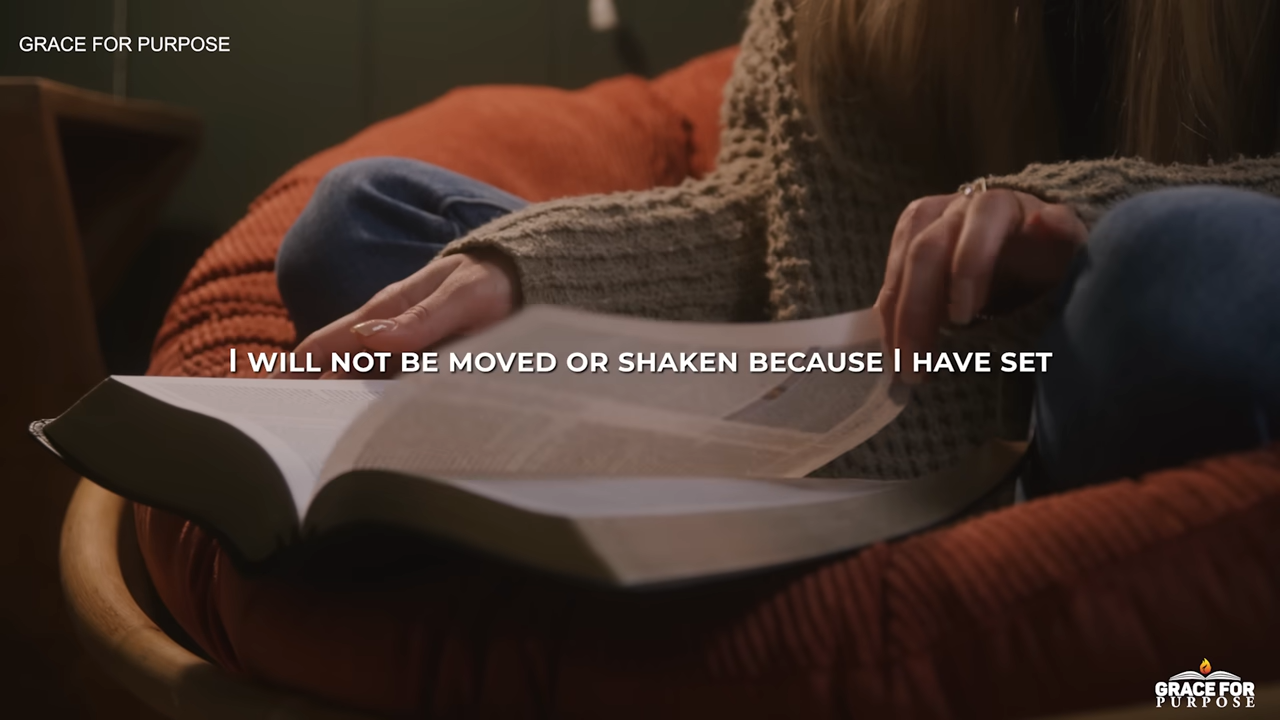 GRACE FOR PURPOSE
I WILL NOT BE MOVED OR SHAKEN BECAUSE I HAVE SET
GRACE FOR
PURPOSE